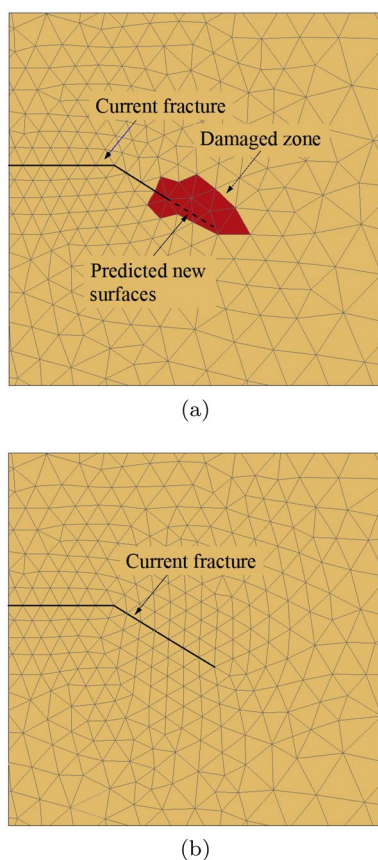 Current fracture
Damaged zone
Predicted new
surfaces
(a)
Current fracture
(b)